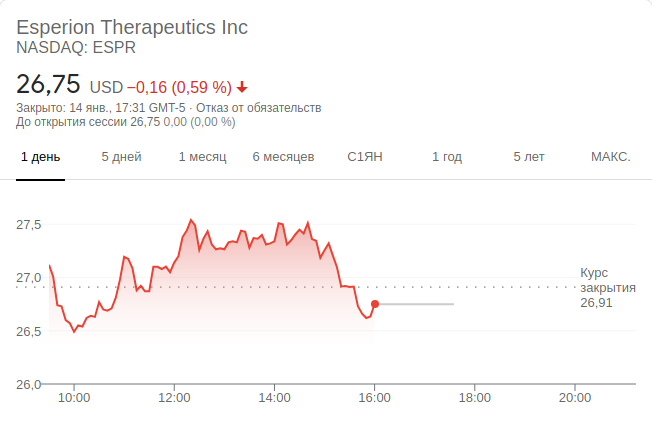 Esperion Therapeutics Inc
NASDAQ: ESPR
26,75 USD −0,16 (0,59 %)
Закрыто: 14 янв., 17:31 GMT-5 · Отказ от обязательств
До открытия сессии 26,75 0,00 (0,00 %)
1 день 5 дней 1 месяц 6 месяцев С1ЯН 1 год 5 лет МАКС.
27,5
27,0
26,5
26,0
Курс
закрытия
26,91
10:00 12:00 14:00 16:00 18:00 20:00